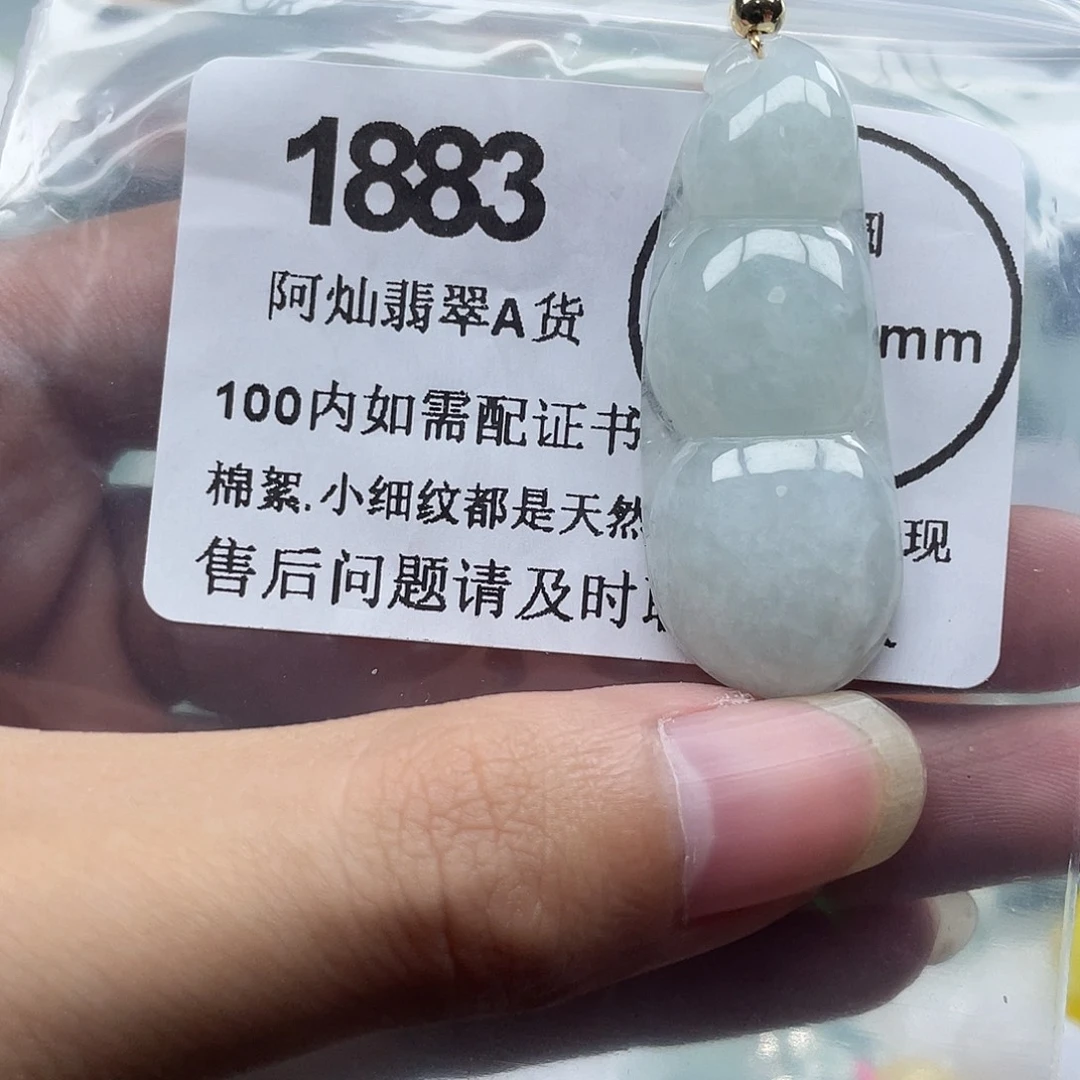 1883
阿灿翡翠A货
mm
100内如需配证书
棉絮.小细纹都是天然
现
售后问题请及时